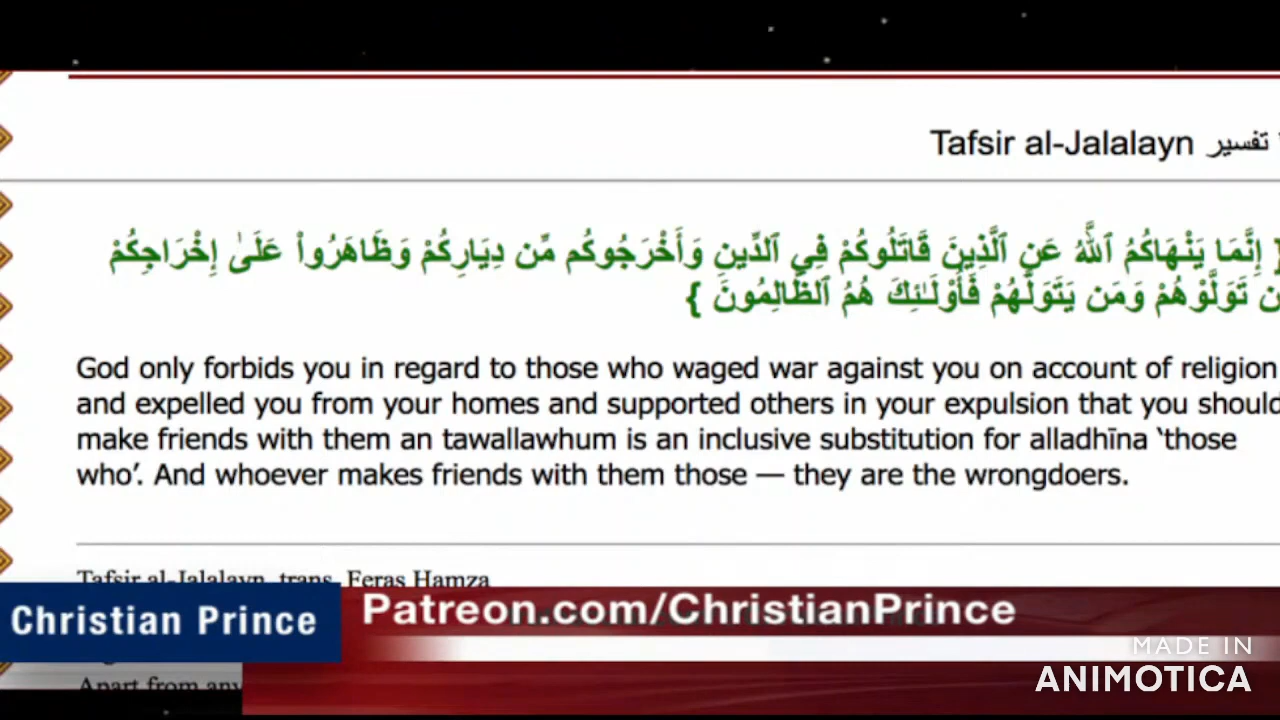 Tafsir al-Jalalayn تفسير
إِنَّمَا يَنْهَاكُمُ ٱللَّهُ عَنِ ٱلَّذِينَ قَاتَلُوكُمْ فِي ٱلدِّينِ وَأَخْرَجُوكُم مِّن دِيَارِكُمْ وَظَاهَرُواْ عَلَىٰ إِخْرَاجِكُمْ
تَوَلَّوْهُمْ وَمَن يَتَوَلَّهُمْ فَأُوْلَـٰئِكَ هُمُ ٱلظَّالِمُونَ }
God only forbids you in regard to those who waged war against you on account of religion
and expelled you from your homes and supported others in your expulsion that you should
make friends with them an tawallawhum is an inclusive substitution for alladhīna ‘those
who’. And whoever makes friends with them those — they are the wrongdoers.
Tafsir al-Jalalayn, trans. Feras Hamza
Christian Prince
Patreon.com/ChristianPrince
Apart from any
MADE IN
ANIMOTICA